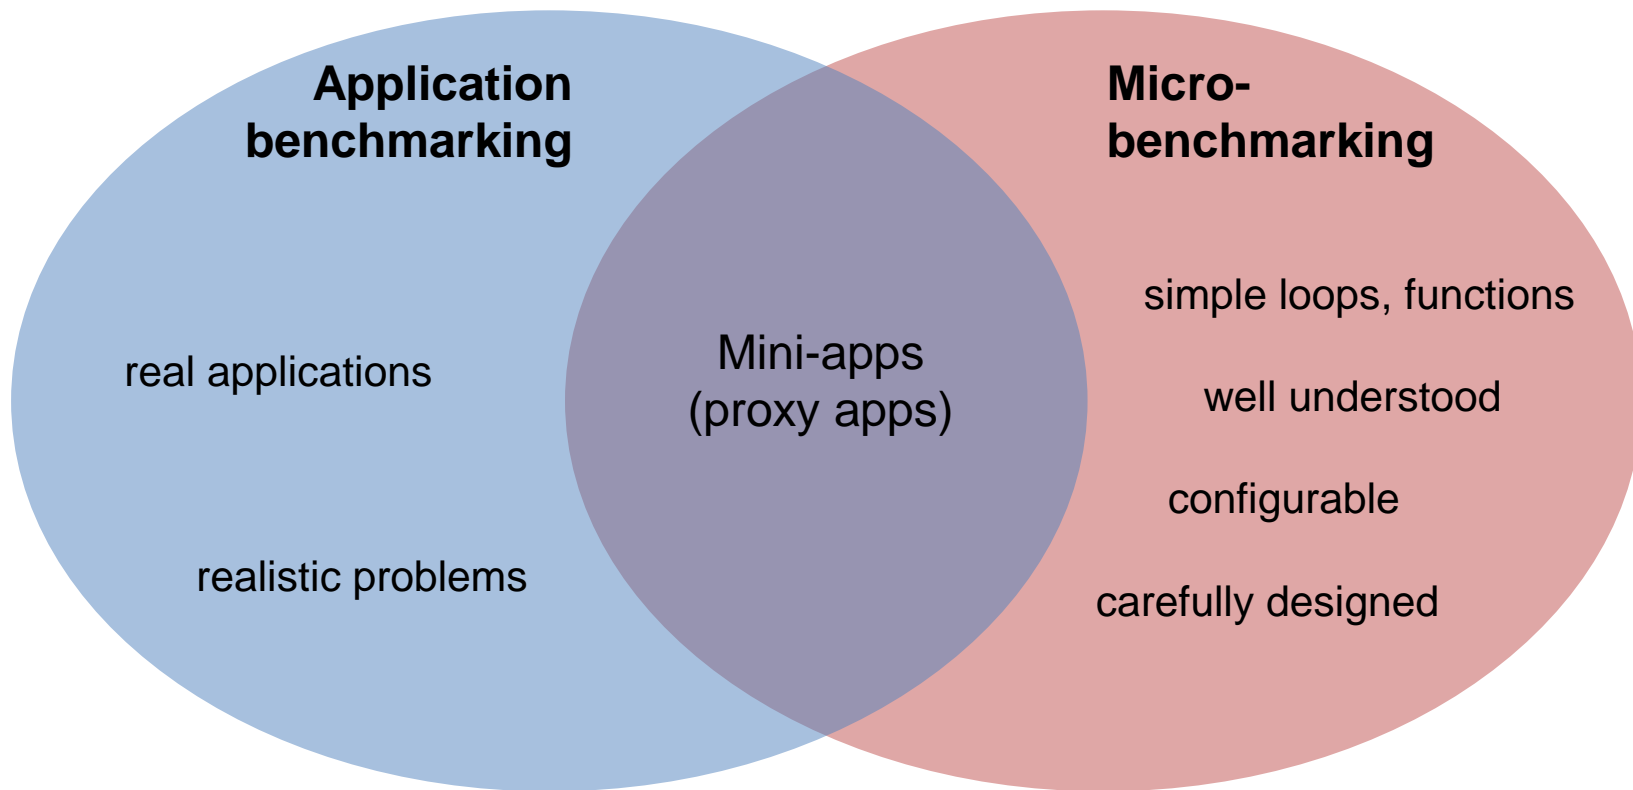 Application
benchmarking
real applications
realistic problems
Mini-apps
(proxy apps)
Micro-
benchmarking
simple loops, functions
well understood
configurable
carefully designed